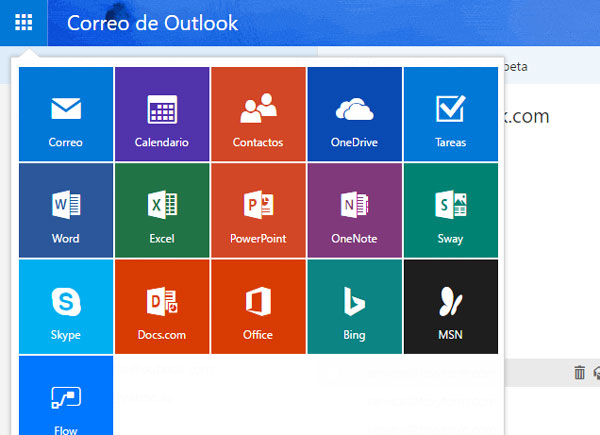 Correo de Outlook
peta
k.com
Correo
Calendario
Contactos
OneDrive
Tareas
Word
Excel
PowerPoint
OneNote
Sway
Skype
Docs.com
Office
Bing
MSN
Flow